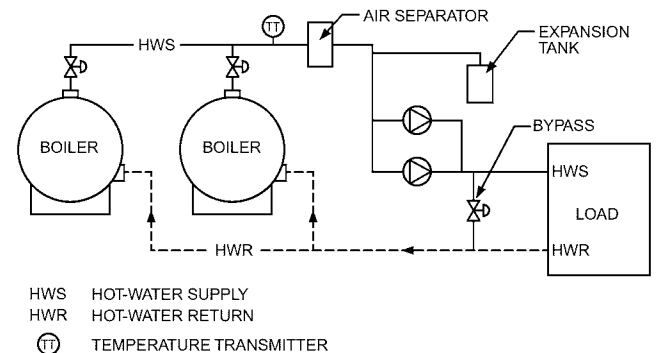 AIR SEPARATOR
TT
HWS
EXPANSION
TANK
BYPASS
BOILER
BOILER
HWS
LOAD
HWR
HWR
HWS HOT-WATER SUPPLY
HWR HOT-WATER RETURN
TT TEMPERATURE TRANSMITTER